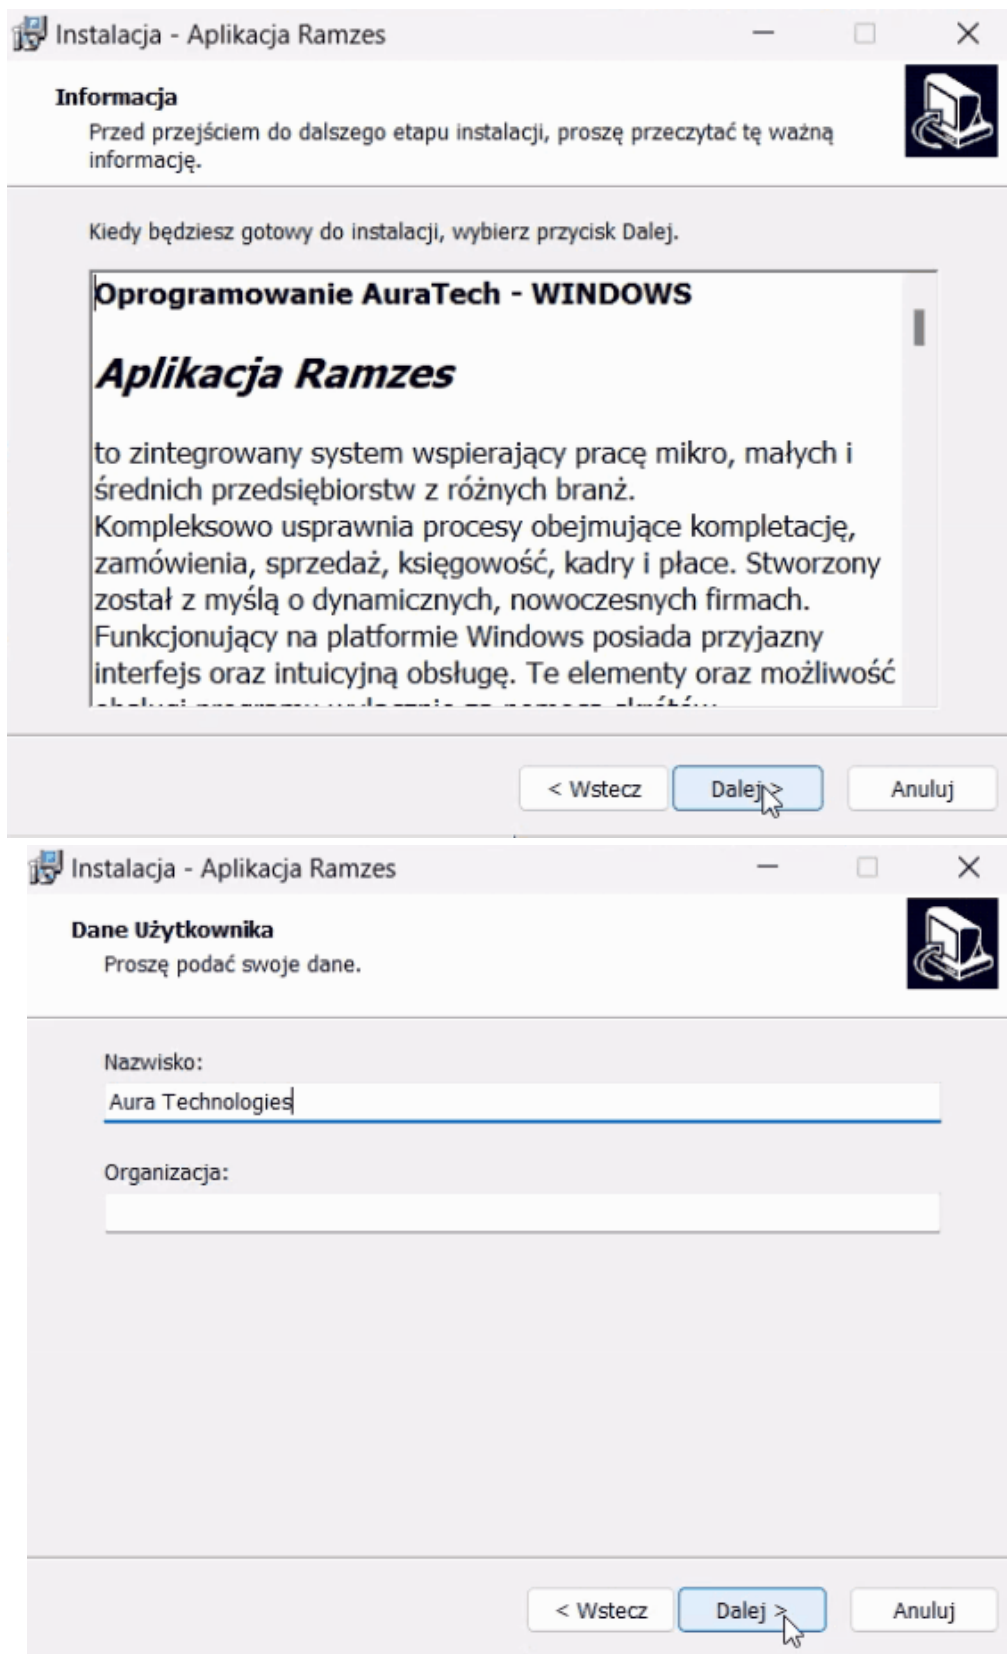 Instalacja - Aplikacja Ramzes
Informacja
Przed przejściem do dalszego etapu instalacji, proszę przeczytać tę ważną
informację.
Kiedy będziesz gotowy do instalacji, wybierz przycisk Dalej.
Oprogramowanie AuraTech - WINDOWS
Aplikacja Ramzes
to zintegrowany system wspierający pracę mikro, małych i
średnich przedsiębiorstw z różnych branż.
Kompleksowo usprawnia procesy obejmujące kompletację,
zamówienia, sprzedaż, księgowość, kadry i płace. Stworzony
został z myślą o dynamicznych, nowoczesnych firmach.
Funkcjonujący na platformie Windows posiada przyjazny
interfejs oraz intuicyjną obsługę. Te elementy oraz możliwość
< Wstecz Dalej > Anuluj
Instalacja - Aplikacja Ramzes
Dane Użytkownika
Proszę podać swoje dane.
Nazwisko:
Aura Technologies
Organizacja:
< Wstecz Dalej > Anuluj